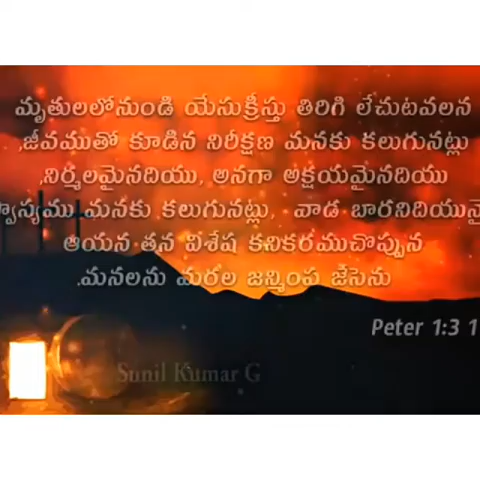 మృతులలోనుండి యేసుక్రీస్తు తిరిగి లేచుటవలన
,జీవముతో కూడిన నిరీక్షణ మనకు కలుగునట్లు
,నిర్మలమైనదియు, అనగా అక్షయమైనదియు
మనకు కలుగునట్లు, వాడ బారనిదియునై
ఆయన తన విశేష కనికరముచొప్పున
.మనలను మరల జన్మింప జేసెను
Peter 1:3 1
Sunil Kumar G